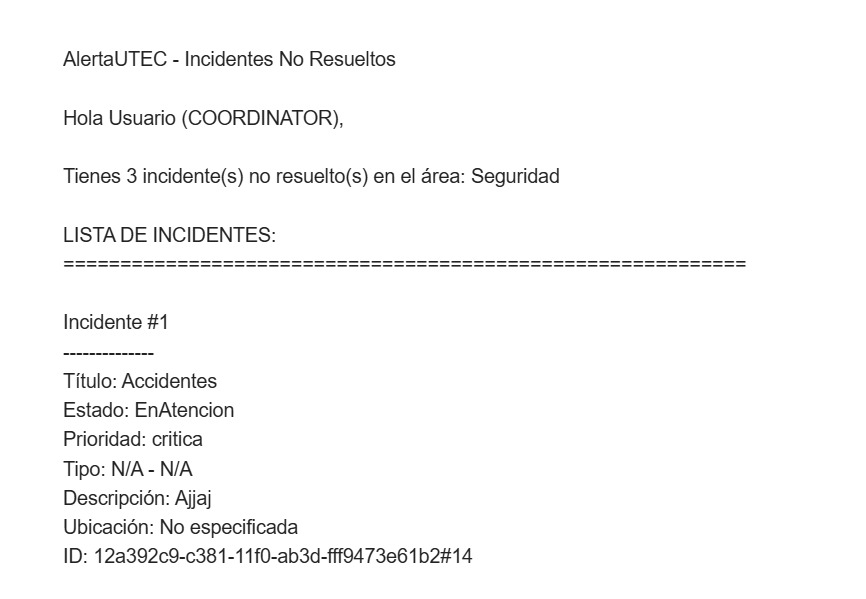 AlertaUTEC - Incidentes No Resueltos
Hola Usuario (COORDINATOR),
Tienes 3 incidente(s) no resuelto(s) en el área: Seguridad
LISTA DE INCIDENTES:
============================================================
Incidente #1
--------------
Título: Accidentes
Estado: EnAtencion
Prioridad: critica
Tipo: N/A - N/A
Descripción: Ajjaj
Ubicación: No especificada
ID: 12a392c9-c381-11f0-ab3d-fff9473e61b2#14